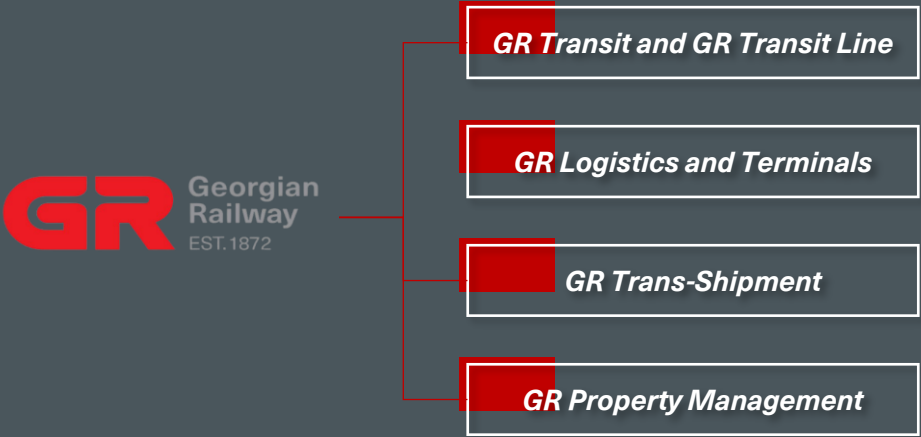 GR Transit and GR Transit Line
GR Logistics and Terminals
GR Georgian
Railway
EST. 1872
GR Trans-Shipment
GR Property Management